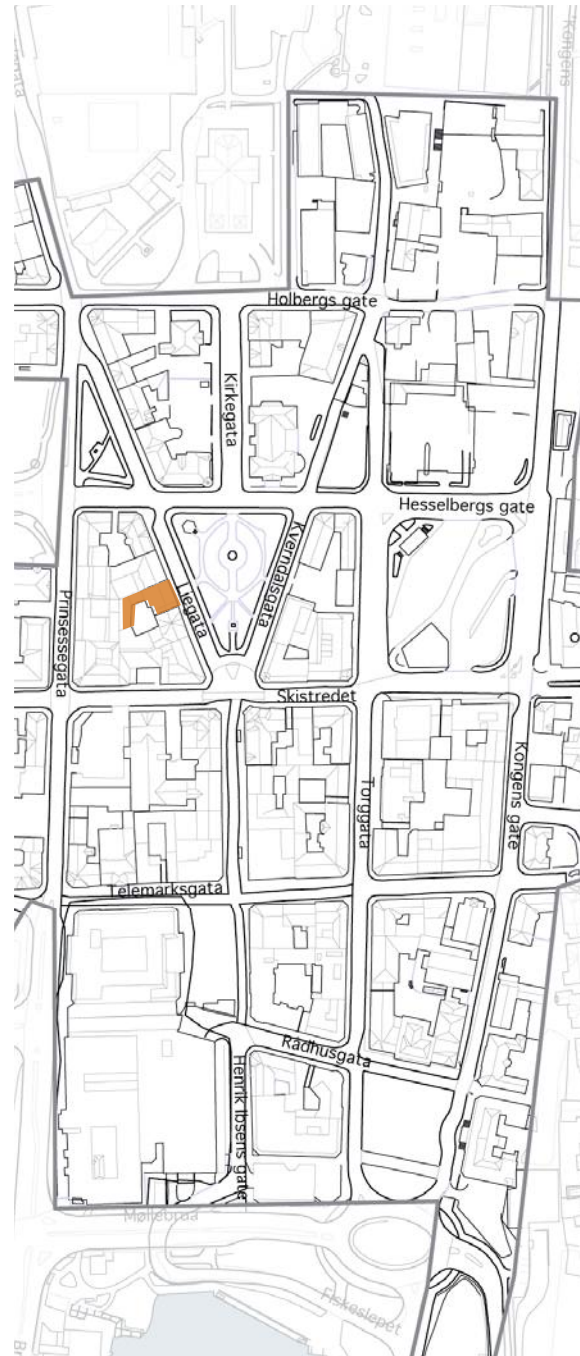 Kongens
Holbergs gate
Kirkegata
Hesselbergs gate
Kverndalsgata
Liegata
Prinsessegata
Skistredet
Torggata
Kongens gate
Telemarksgata
Rådhusgata
Henrik Ibsens gate
Møllebrua
Fiskeslepet
Br